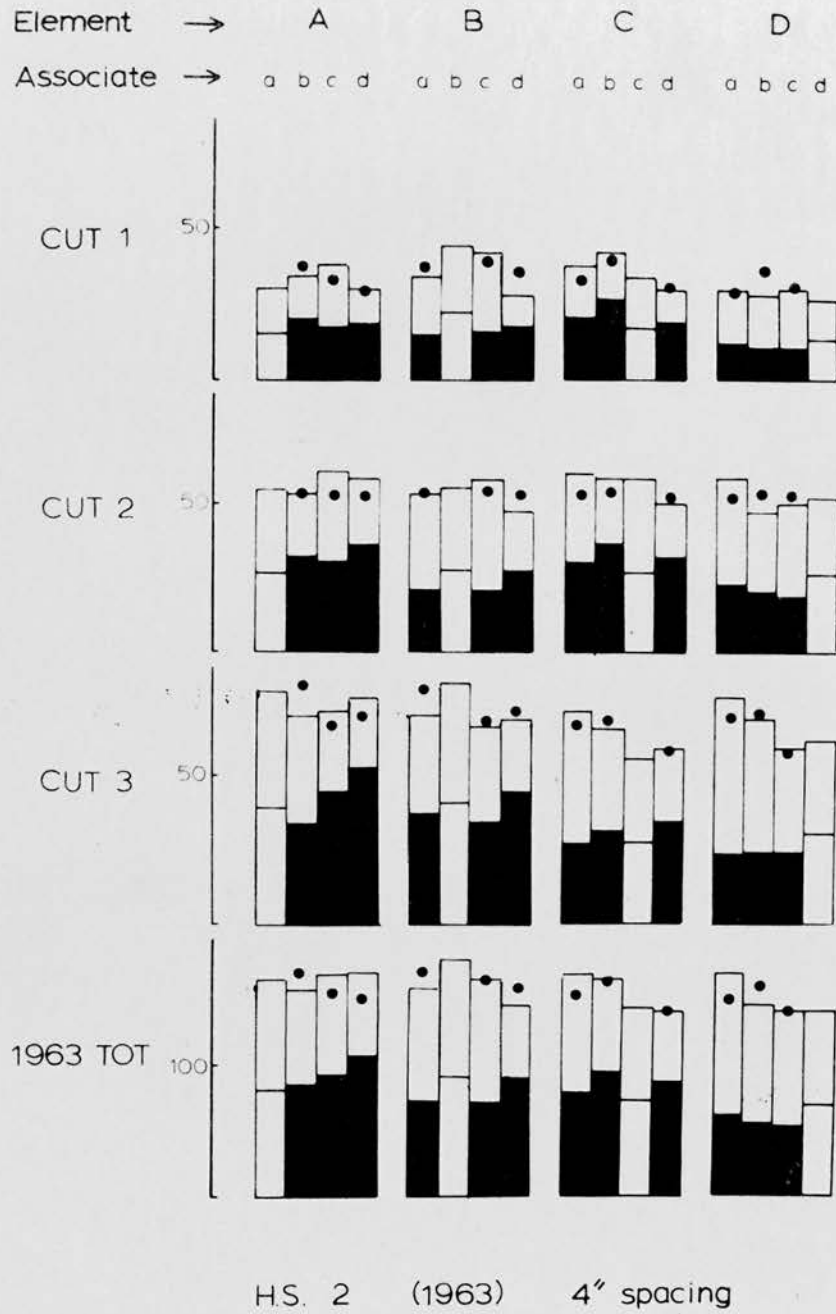 Element → A B C D
Associate → a b c d a b c d a b c d a b c d
50
CUT 1
50
CUT 2
50
CUT 3
100
1963 TOT
H.S. 2 (1963) 4" spacing